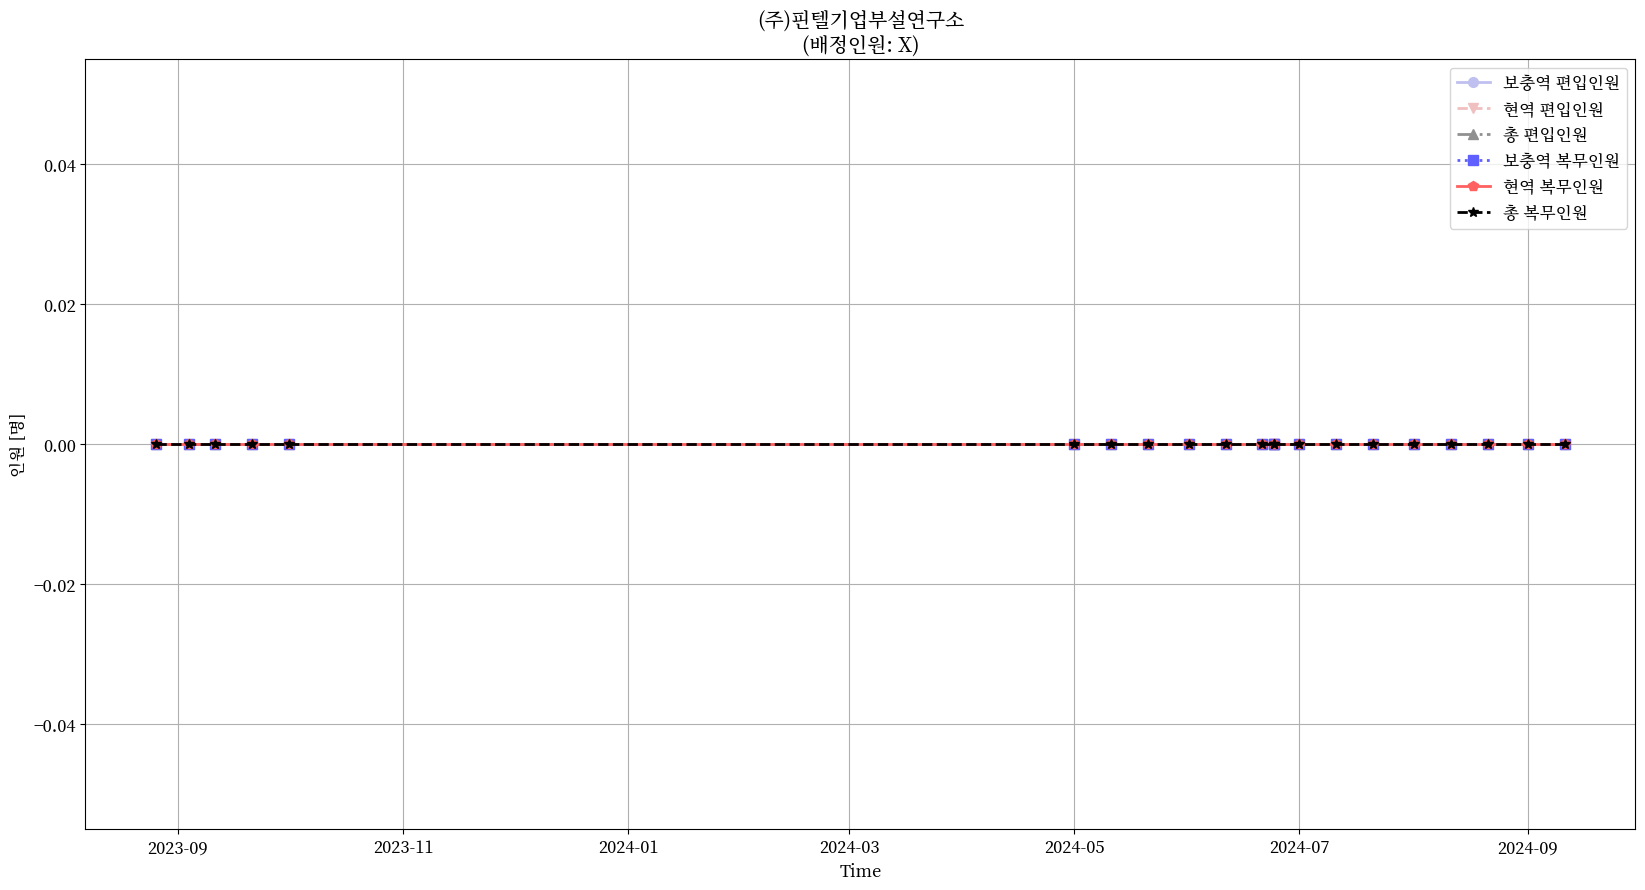 (주)핀텔기업부설연구소
(배정인원: X)
보충역 편입인원
현역 편입인원
총 편입인원
보충역 복무인원
현역 복무인원
총 복무인원
0.04
0.02
0.00
−0.02
−0.04
인원 [명]
2023-09 2023-11 2024-01 2024-03 2024-05 2024-07 2024-09
Time